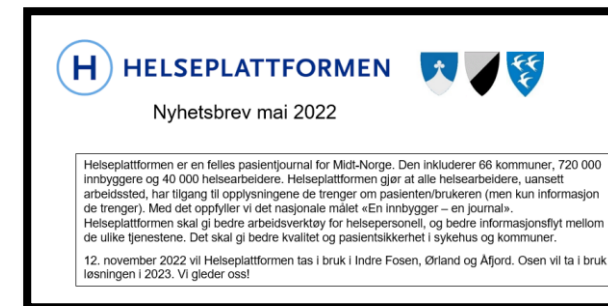 H HELSEPLATTFORMEN
Nyhetsbrev mai 2022
Helseplattformen er en felles pasientjournal for Midt-Norge. Den inkluderer 66 kommuner, 720 000
innbyggere og 40 000 helsearbeidere. Helseplattformen gjør at alle helsearbeidere, uansett
arbeidssted, har tilgang til opplysningene de trenger om pasienten/brukeren (men kun informasjon
de trenger). Med det oppfyller vi det nasjonale målet «En innbygger – en journal».
Helseplattformen skal gi bedre arbeidsverktøy for helsepersonell, og bedre informasjonsflyt mellom
de ulike tjenestene. Det skal gi bedre kvalitet og pasientsikkerhet i sykehus og kommuner.
12. november 2022 vil Helseplattformen tas i bruk i Indre Fosen, Ørland og Åfjord. Osen vil ta i bruk
løsningen i 2023. Vi gleder oss!